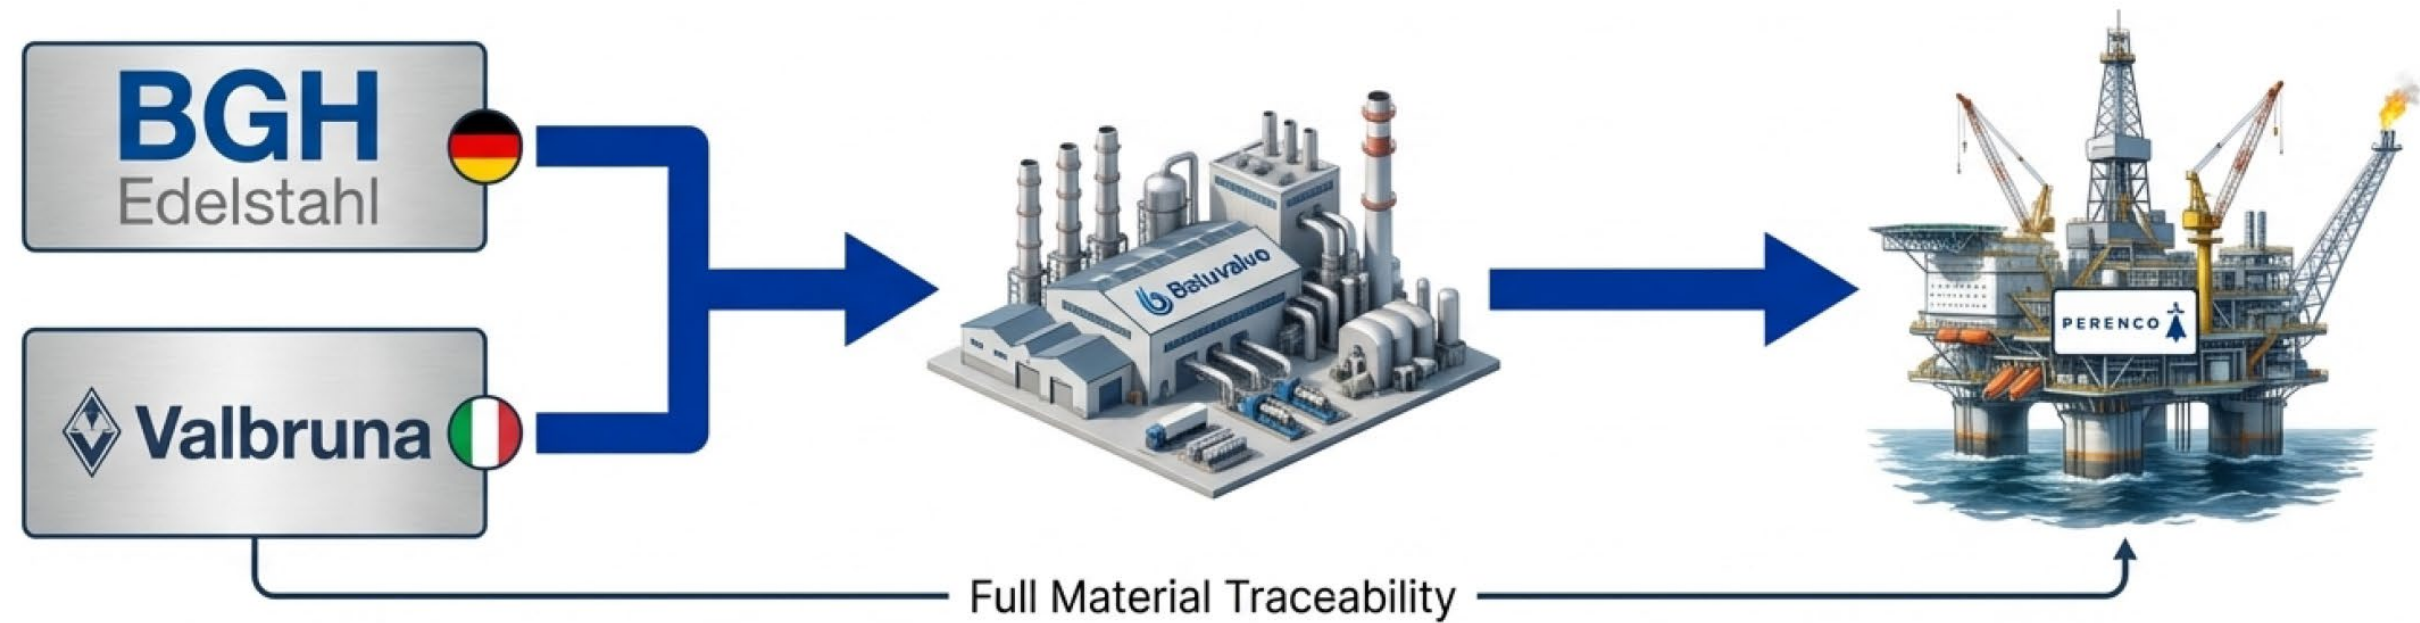 BGH
Edelstahl
Valbruna
PERENCO
Full Material Traceability